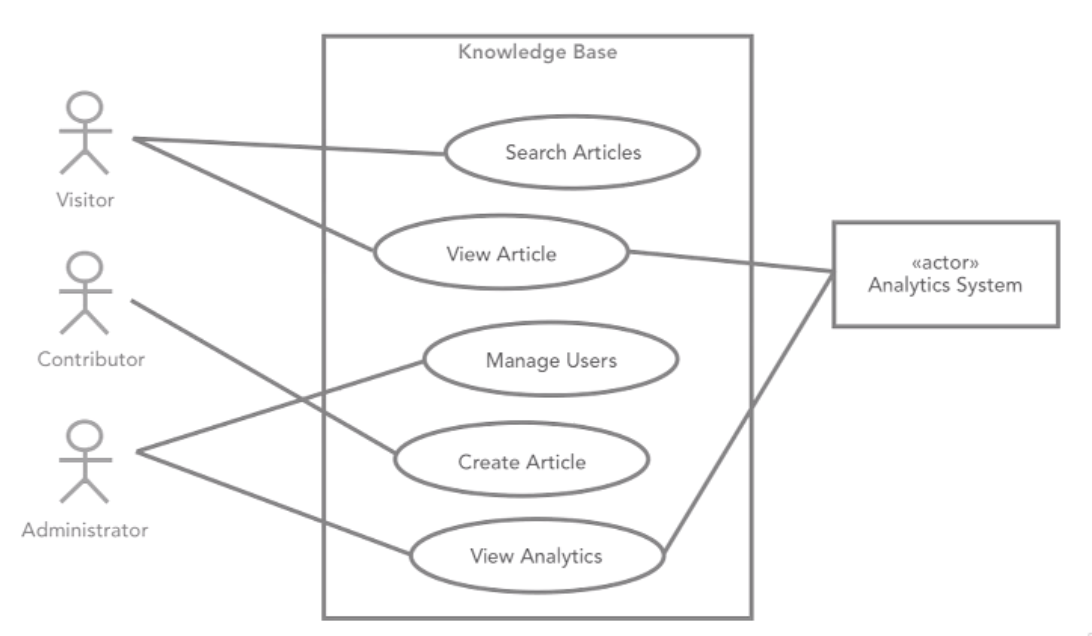 Knowledge Base
Search Articles
Visitor
View Article
«actor»
Analytics System
Contributor
Manage Users
Create Article
Administrator
View Analytics